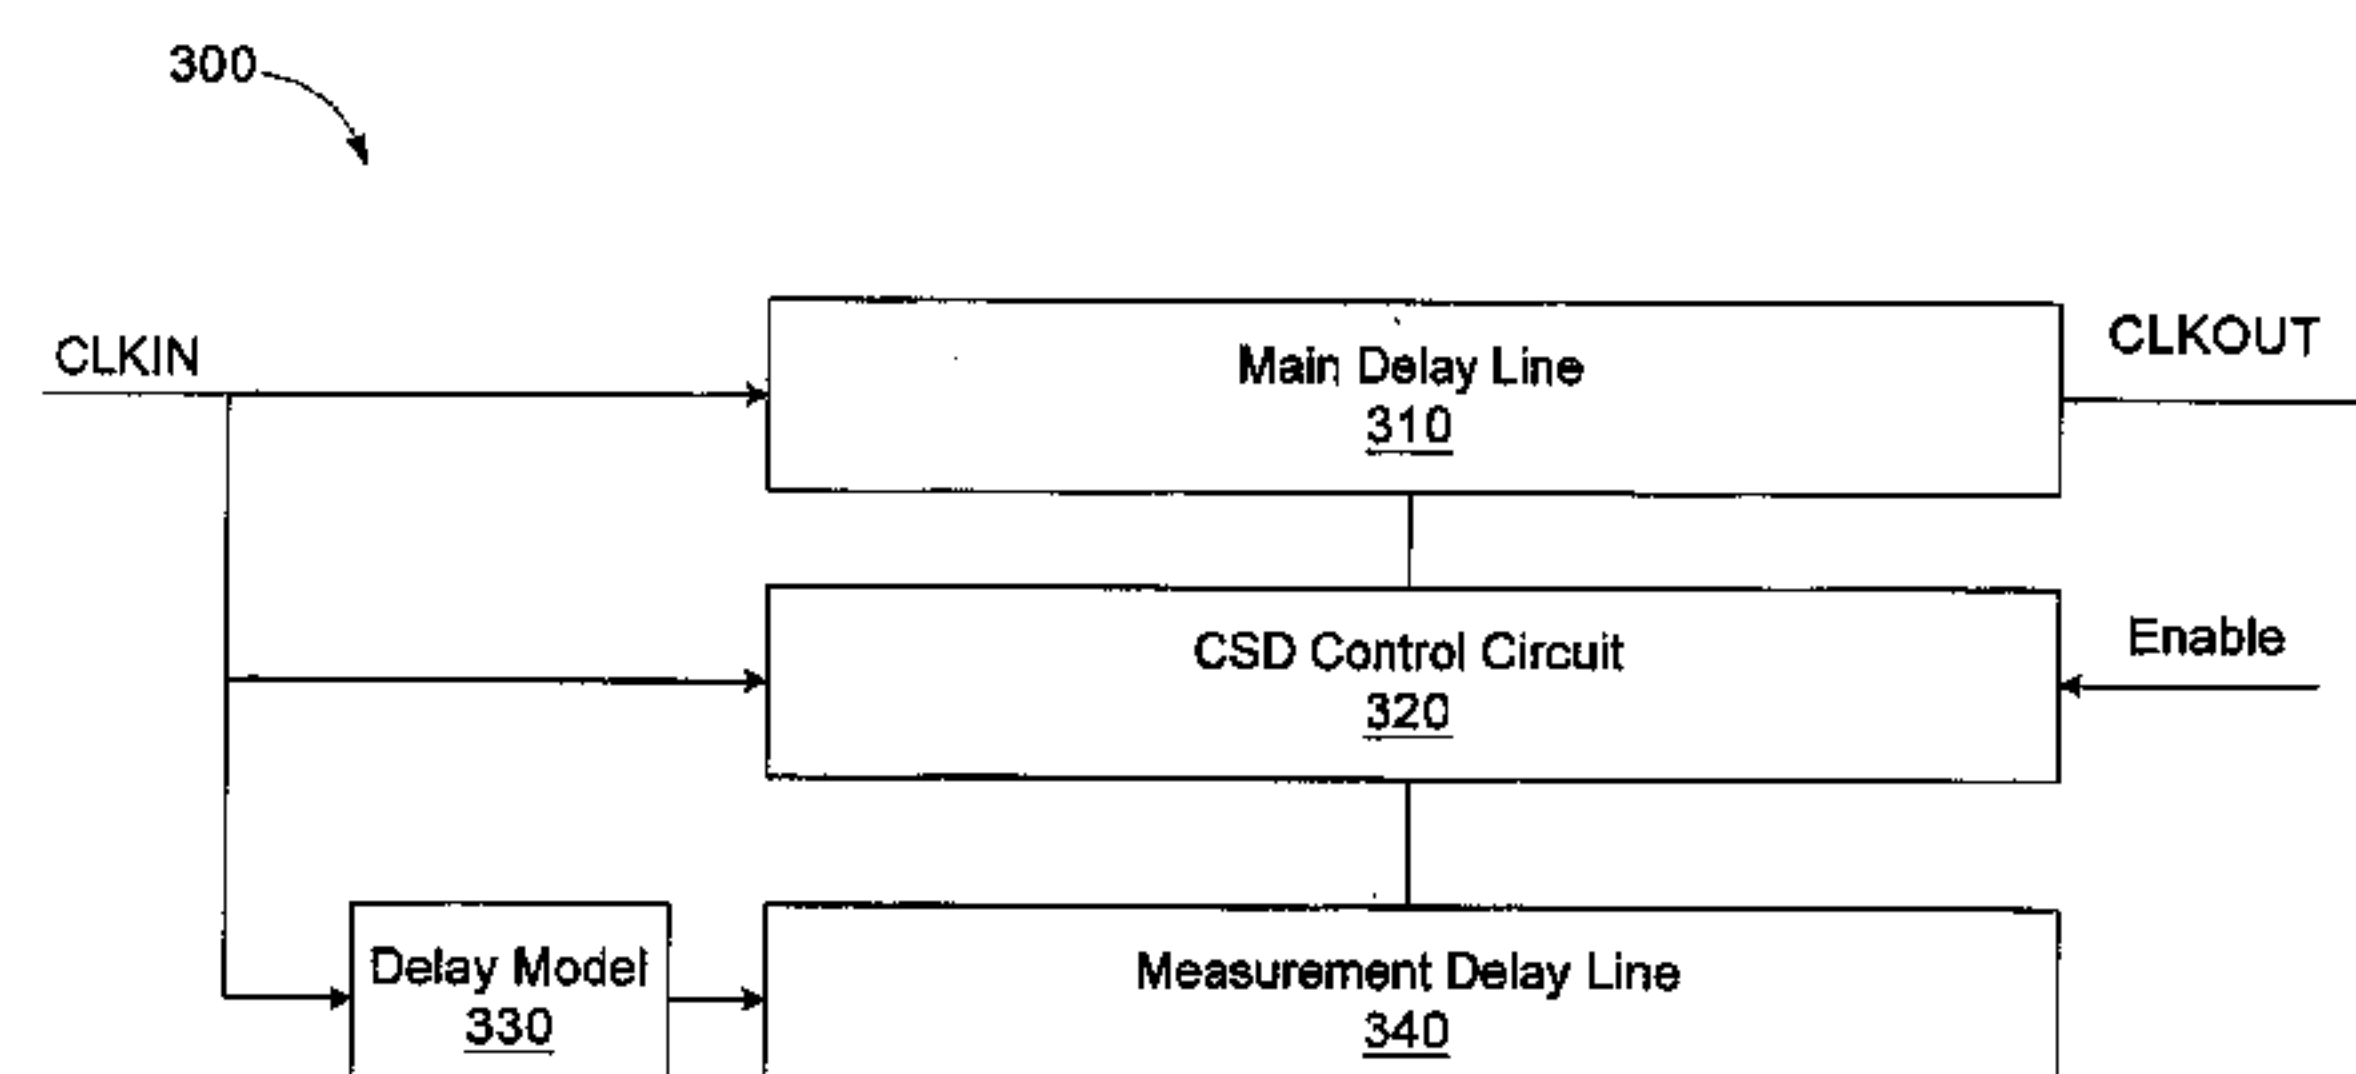 300
CLKIN
Main Delay Line
310
CLKOUT
CSD Control Circuit
320
Enable
Delay Model
330
Measurement Delay Line
340